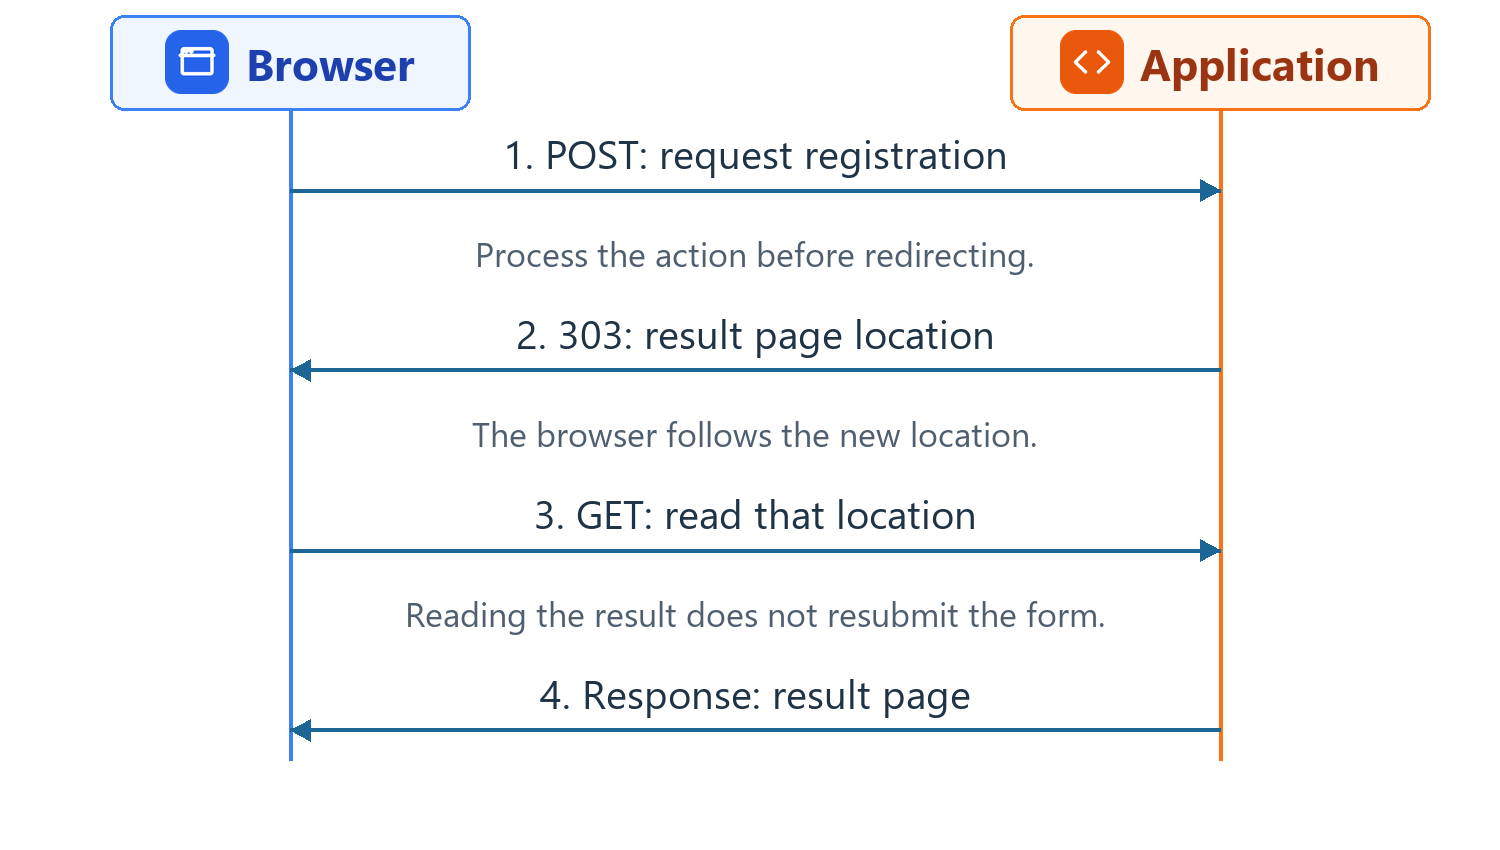 Browser
Application
1. POST: request registration
Process the action before redirecting.
2. 303: result page location
The browser follows the new location.
3. GET: read that location
Reading the result does not resubmit the form.
4. Response: result page